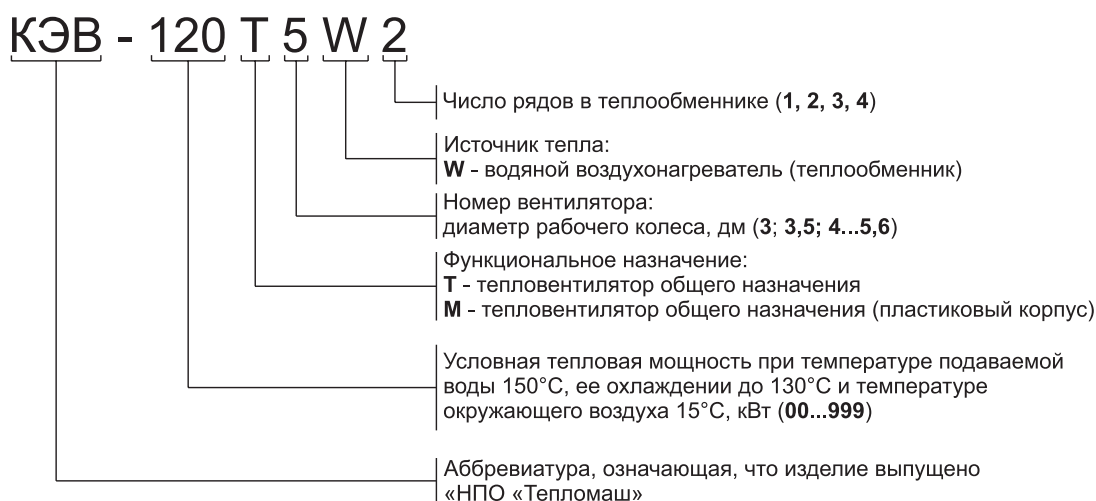 КЭВ - 120 Т 5 W 2
Число рядов в теплообменнике (1, 2, 3, 4)
Источник тепла:
W - водяной воздухонагреватель (теплообменник)
Номер вентилятора:
диаметр рабочего колеса, дм (3; 3,5; 4...5,6)
Функциональное назначение:
Т - тепловентилятор общего назначения
М - тепловентилятор общего назначения (пластиковый корпус)
Условная тепловая мощность при температуре подаваемой
воды 150°С, ее охлаждении до 130°С и температуре
окружающего воздуха 15°С, кВт (00...999)
Аббревиатура, означающая, что изделие выпущено
«НПО «Тепломаш»